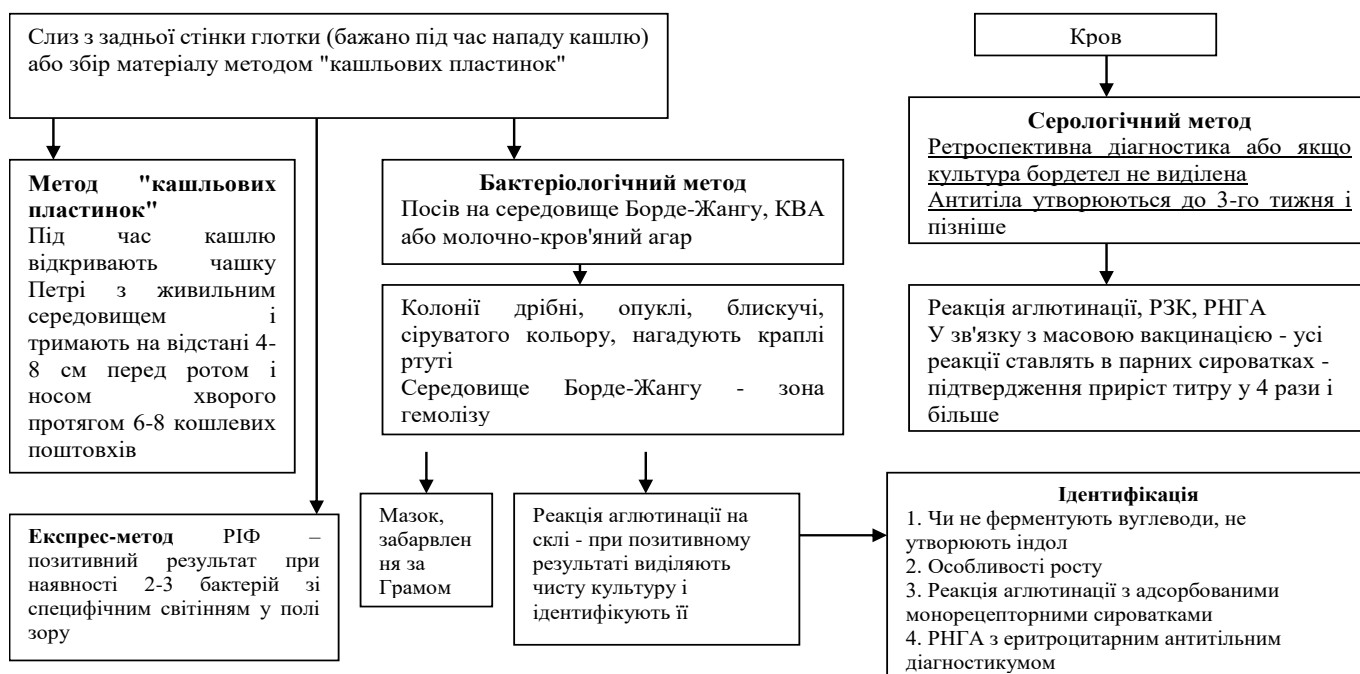 Слиз з задньої стінки глотки (бажано під час нападу кашлю)
або збір матеріалу методом "кашльових пластинок"
Кров
Метод "кашльових
пластинок"
Під час кашлю
відкривають чашку
Петрі з живильним
середовищем і
тримають на відстані 4-
8 см перед ротом і
носом хворого
протягом 6-8 кошлевих
поштовхів
Бактеріологічний метод
Посів на середовище Борде-Жангу, КВА
або молочно-кров'яний агар
Серологічний метод
Ретроспективна діагностика або якщо
культура бордетел не виділена
Антитіла утворюються до 3-го тижня і
пізніше
Колонії дрібні, опуклі, блискучі,
сіруватого кольору, нагадують краплі
ртуті
Середовище Борде-Жангу - зона
гемолізу
Реакція аглютинації, РЗК, РНГА
У зв'язку з масовою вакцинацією - усі
реакції ставлять в парних сироватках -
підтвердження приріст титру у 4 рази і
більше
Експрес-метод РІФ –
позитивний результат при
наявності 2-3 бактерій зі
специфічним світінням у полі
зору
Мазок,
забарвлен
ня за
Грамом
Реакція аглютинації на
склі - при позитивному
результаті виділяють
чисту культуру і
ідентифікують її
Ідентифікація
1. Чи не ферментують вуглеводи, не
утворюють індол
2. Особливості росту
3. Реакція аглютинації з адсорбованими
монорецепторними сироватками
4. РНГА з еритроцитарним антитільним
діагностикумом